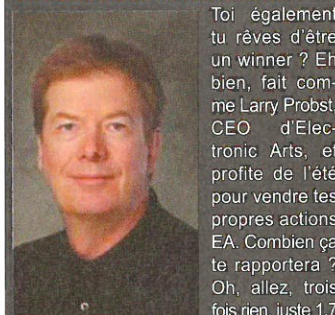 Toi également
tu rêves d'être
un winner ? Eh
bien, fait com-
me Larry Probst,
CEO d'Elec-
tronic Arts, et
profite de l'été
pour vendre tes
propres actions
EA. Combien ça
te rapportera ?
Oh, allez, trois
fois rien, juste 1,7